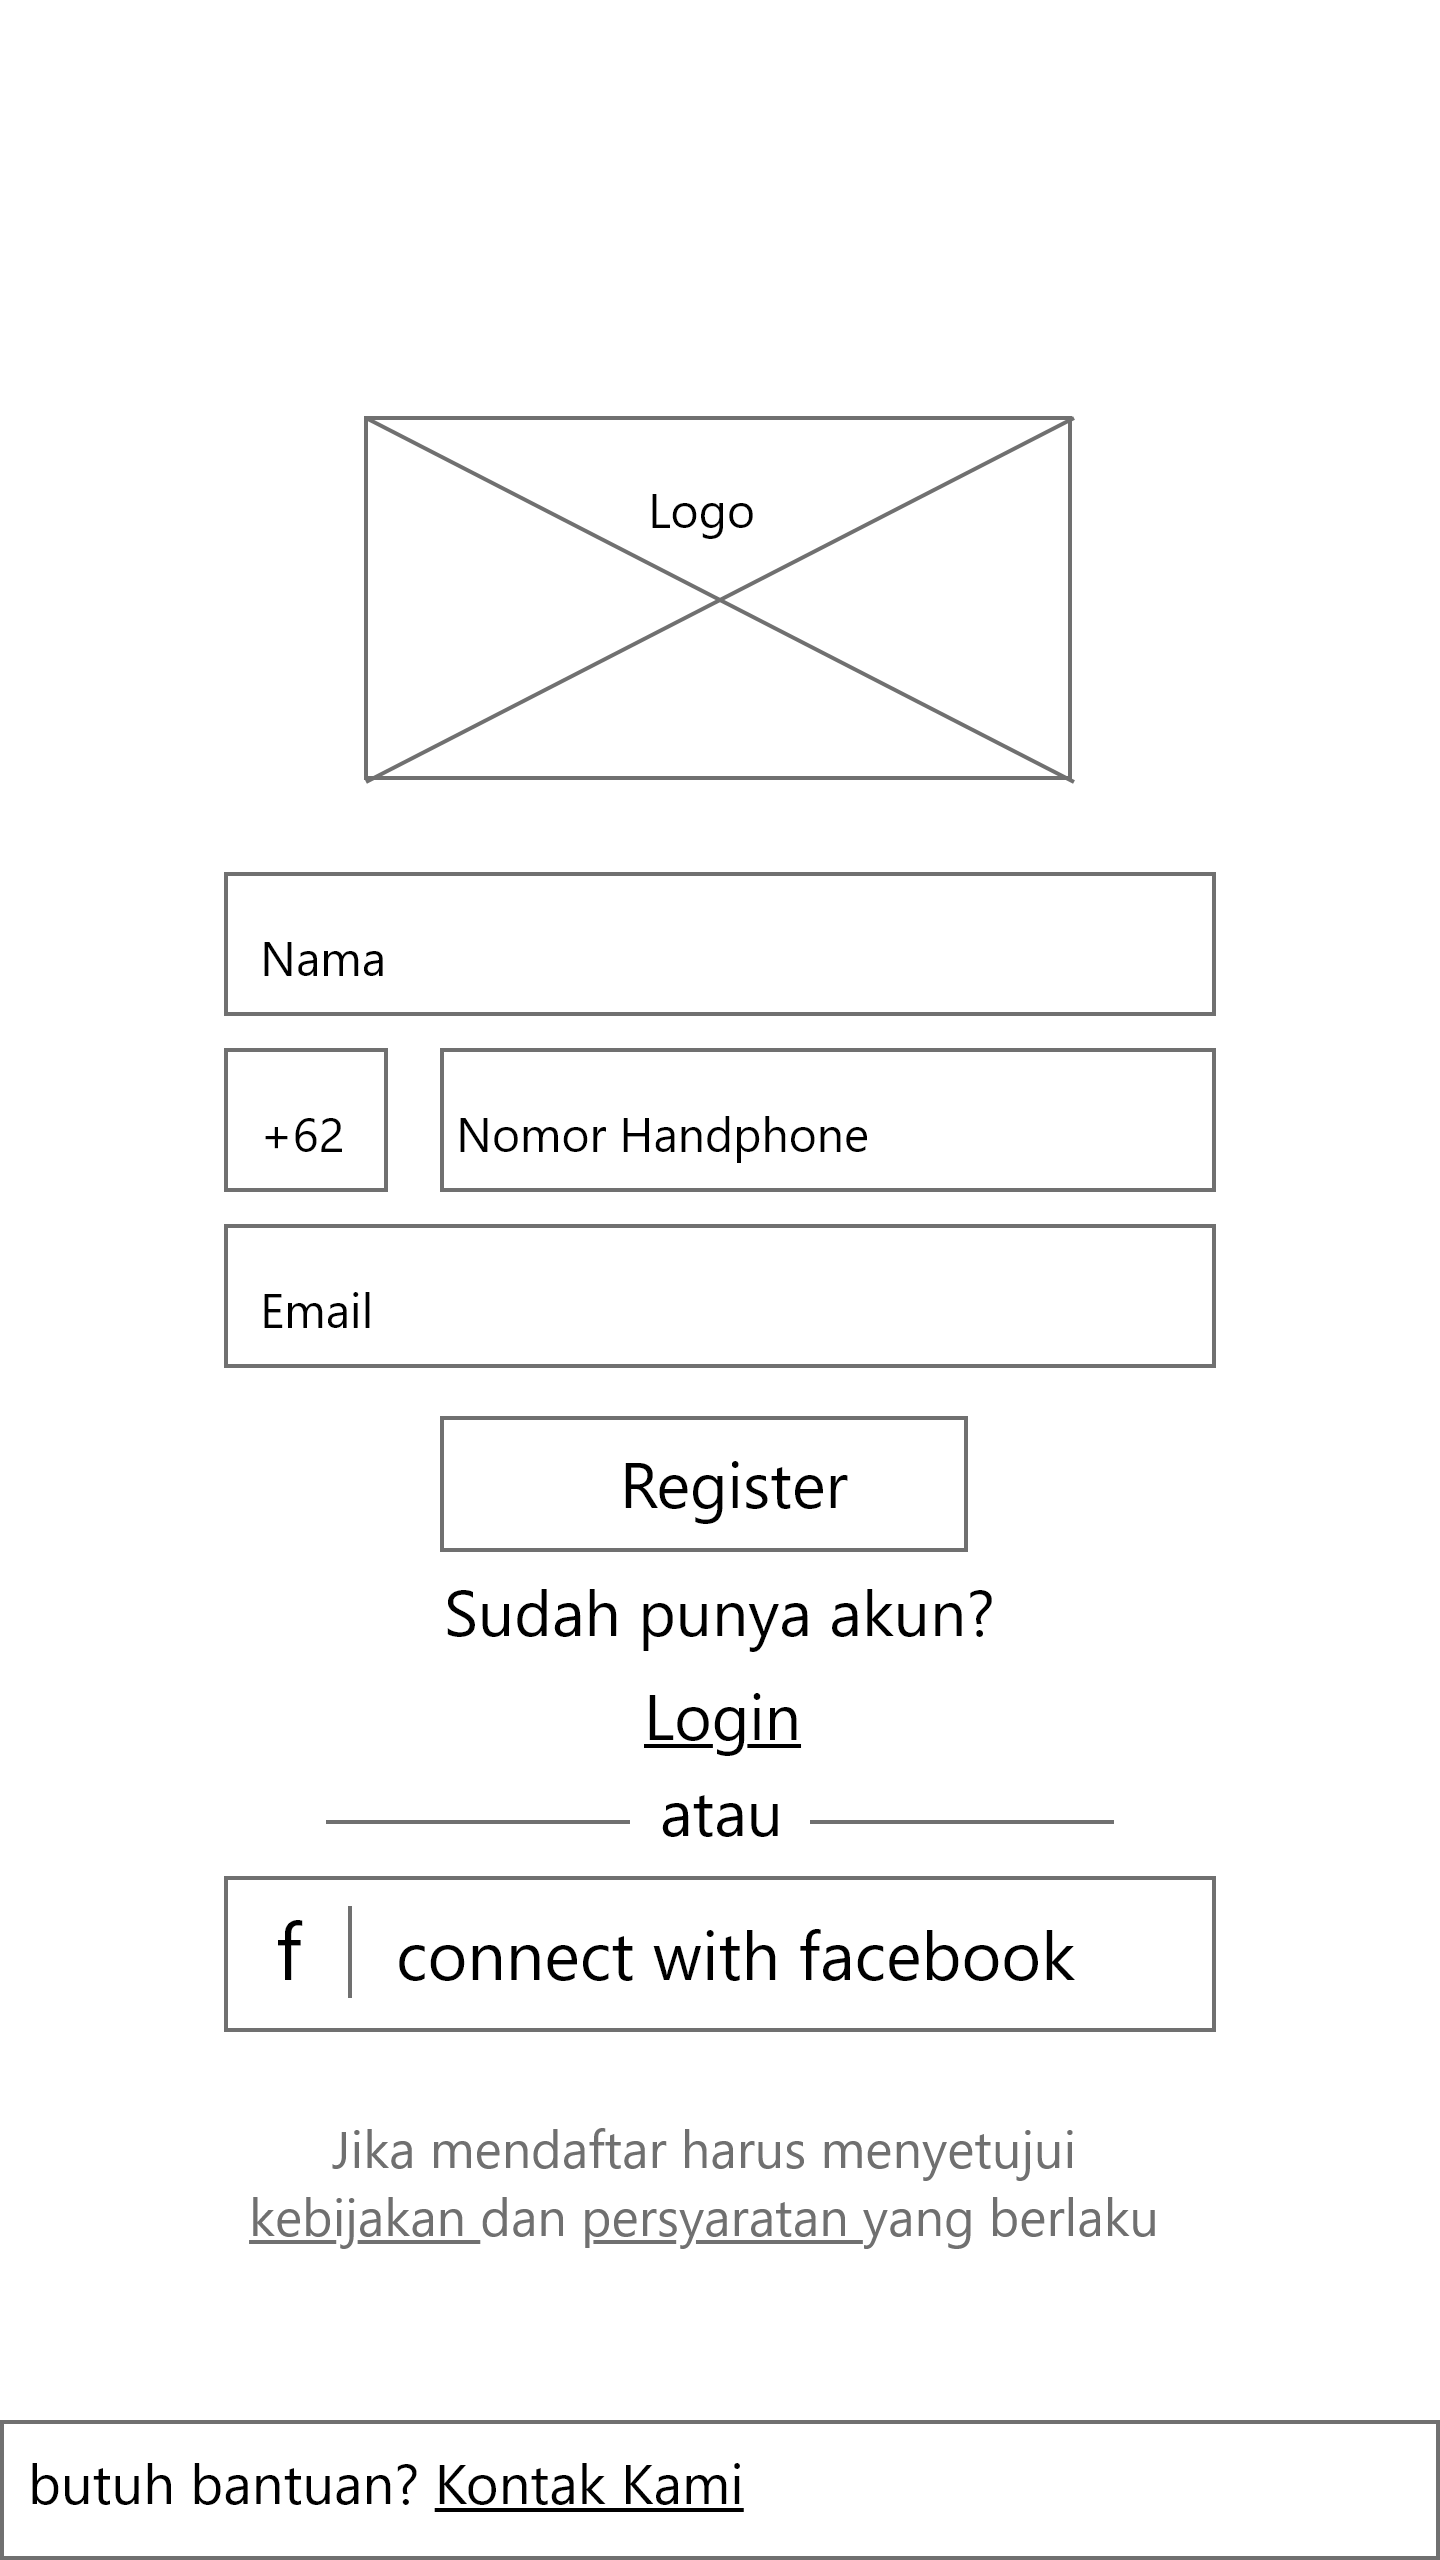 Logo
Nama
+62 Nomor Handphone
Email
Register
Sudah punya akun?
Login
atau
f connect with facebook
Jika mendaftar harus menyetujui
kebijakan dan persyaratan yang berlaku
butuh bantuan? Kontak Kami